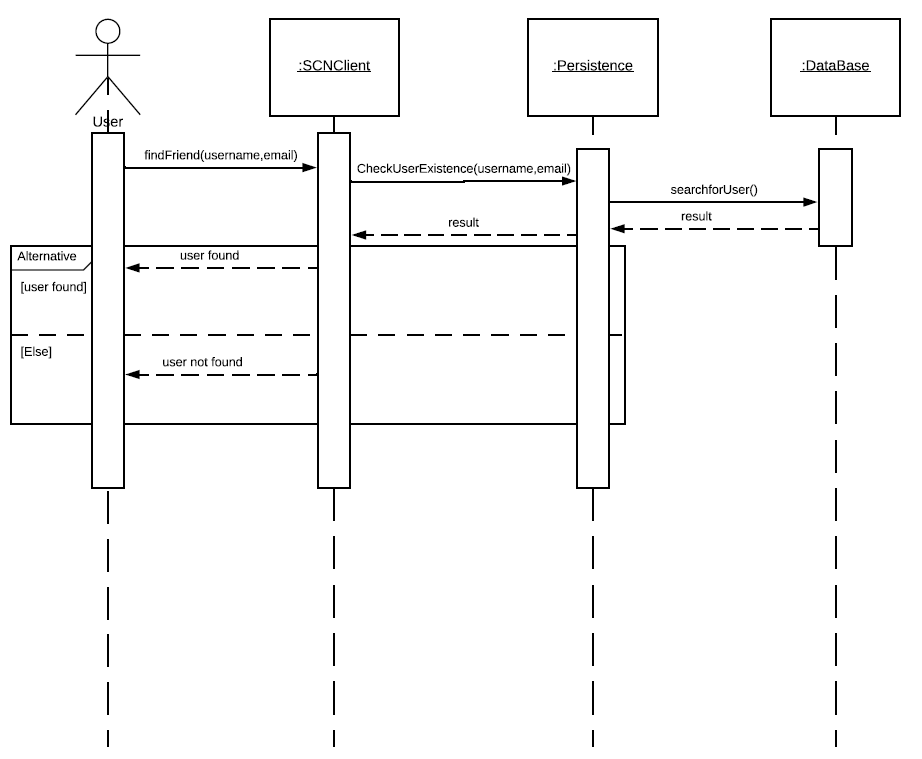 :SCNClient
:Persistence
:DataBase
User
findFriend(username,email)
CheckUserExistence(username,email)
searchforUser()
result
result
Alternative
user found
[user found]
[Else]
user not found